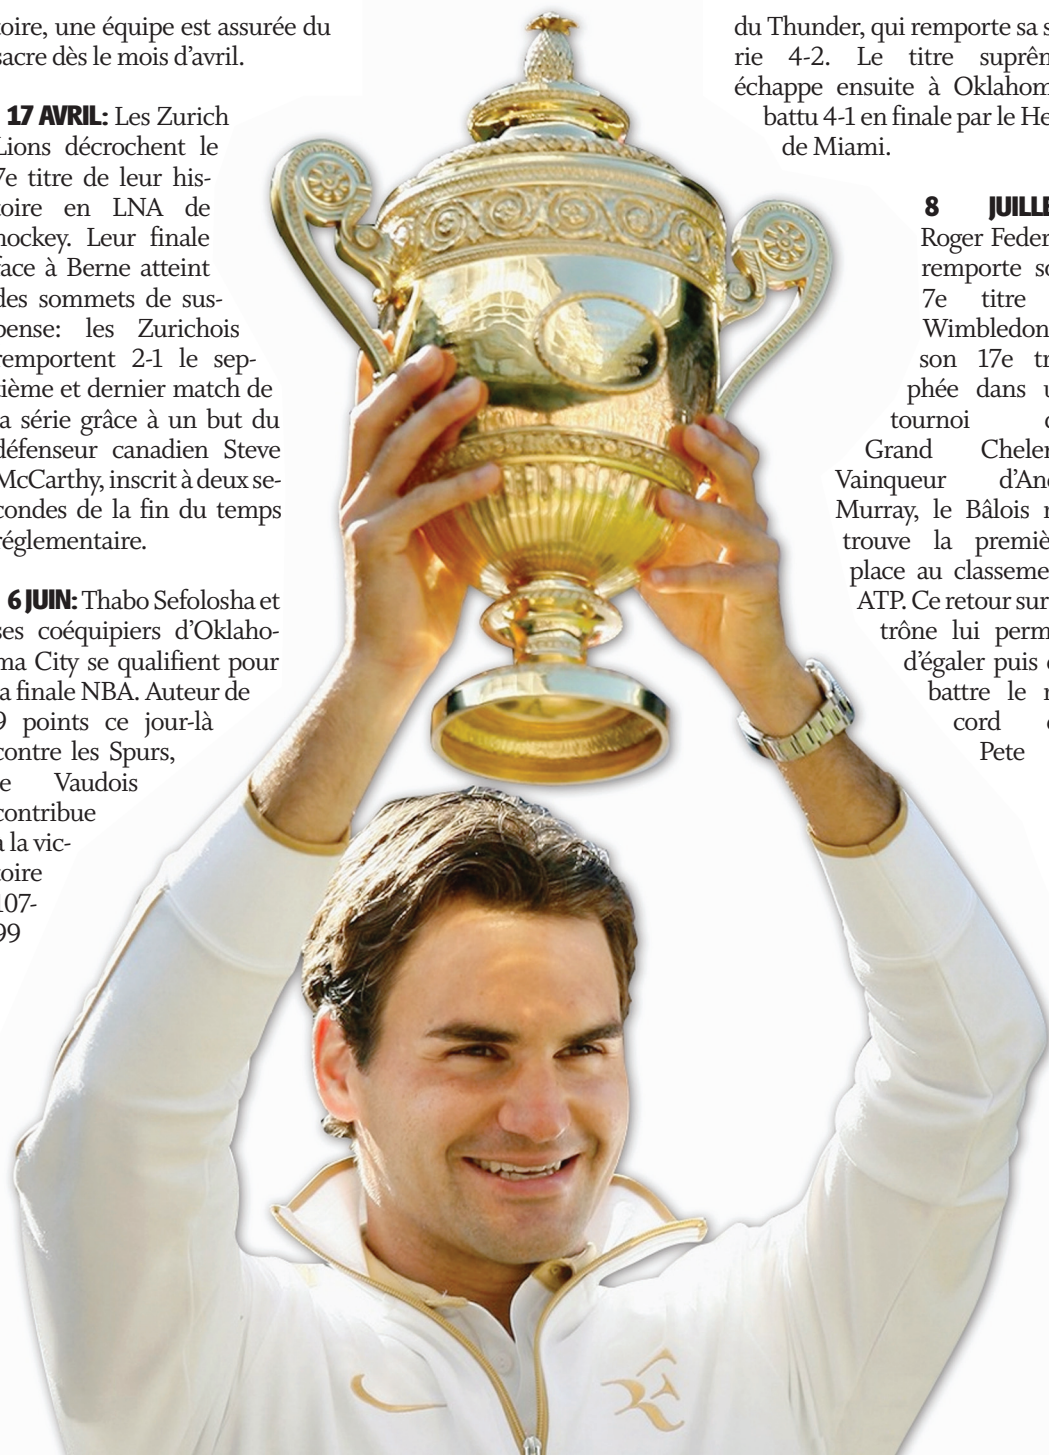 toire, une équipe est assurée du
sacre dès le mois d'avril.
17 AVRIL: Les Zurich
Lions décrochent le
7e titre de leur his-
toire en LNA de
hockey. Leur finale
face à Berne atteint
des sommets de sus-
pense: les Zurichois
remportent 2-1 le sep-
tième et dernier match de
la série grâce à un but du
défenseur canadien Steve
McCarthy, inscrit à deux se-
condes de la fin du temps
réglementaire.
6 JUIN: Thabo Sefolosha et
ses coéquipiers d'Oklaho-
ma City se qualifient pour
la finale NBA. Auteur de
9 points ce jour-là
contre les Spurs,
le Vaudois
contribue
à la vic-
toire
107-
99
du Thunder, qui remporte sa s
rie 4-2. Le titre suprêm
échappe ensuite à Oklahom
battu 4-1 en finale par le He
de Miami.
8 JUILLE
Roger Feder
remporte so
7e titre
Wimbledon
son 17e tr
phée dans u
tournoi d
Grand Chelem
Vainqueur d'And
Murray, le Bâlois r
trouve la premiè
place au classeme
ATP. Ce retour sur
trône lui perm
d'égaler puis d
battre le r
cord d
Pete
RF